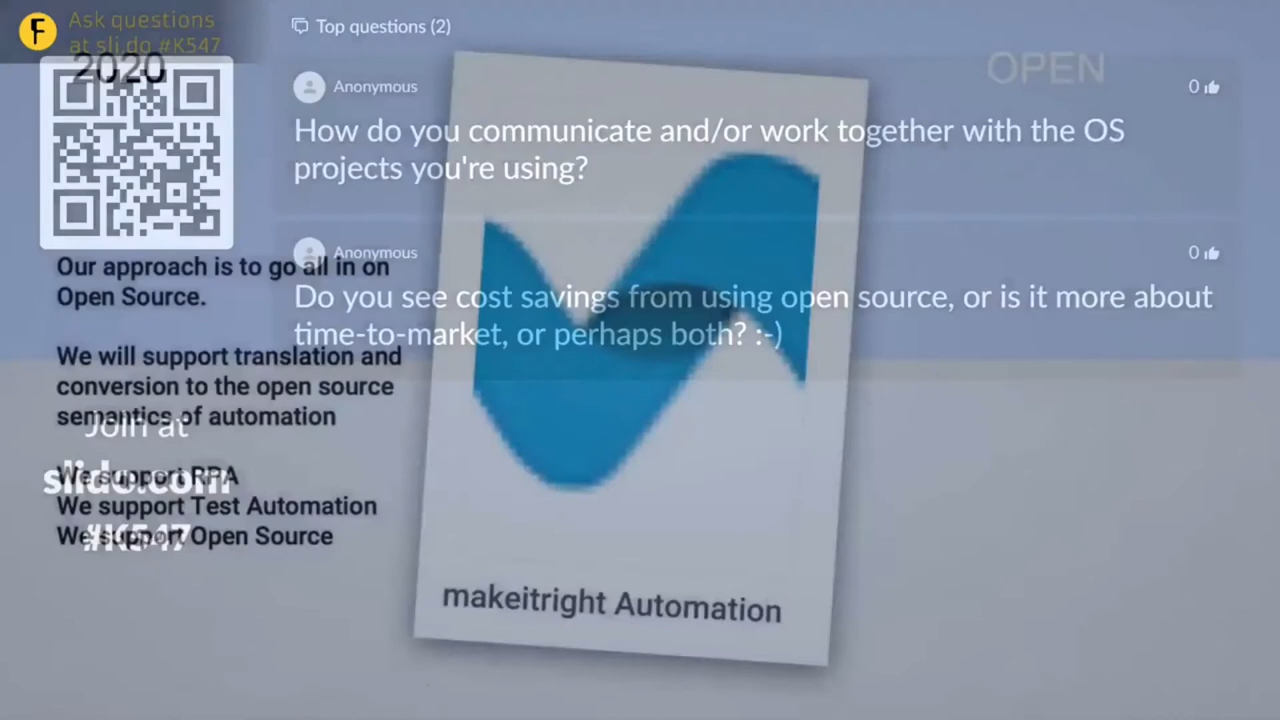 Ask questions
at sli.do #K547
2020
Top questions (2)
OPEN
Anonymous
0
How do you communicate and/or work together with the OS
projects you're using?
Anonymous
0
Do you see cost savings from using open source, or is it more about
time-to-market, or perhaps both? :-)
Our approach is to go all in on
Open Source.
We will support translation and
conversion to the open source
semantics of automation
We support RPA
We support Test Automation
We support Open Source
Join at
slido.com
#K547
makeitright Automation